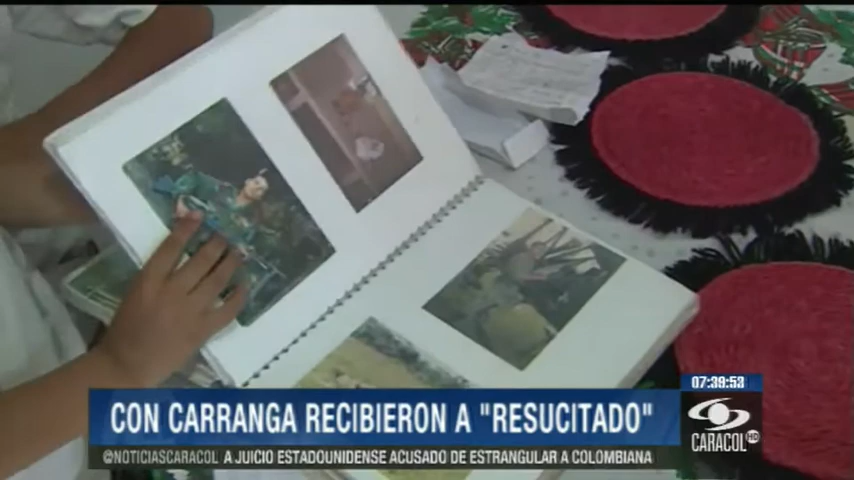 07:39:53
CON CARRANGA RECIBIERON A "RESUCITADO"
CARACOL HD
@NOTICIASCARACOL A JUICIO ESTADOUNIDENSE ACUSADO DE ESTRANGULAR A COLOMBIANA